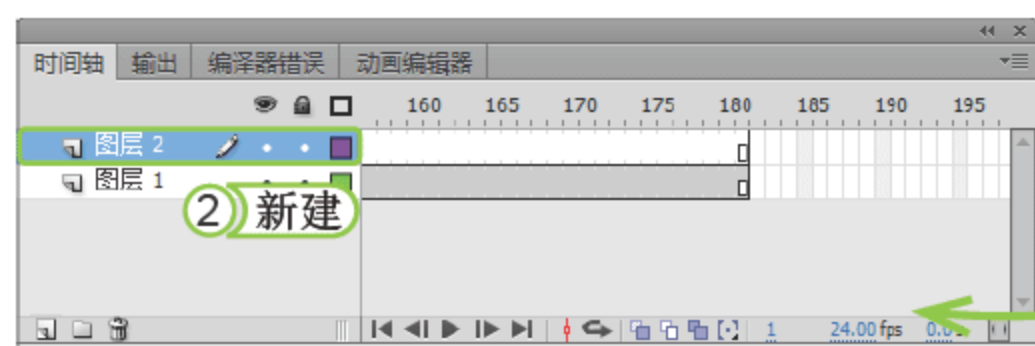 时间轴 输出 编译器错误 动画编辑器
160 165 170 175 180 185 190 195
图层 2
图层 1
② 新建
1 24.00 fps